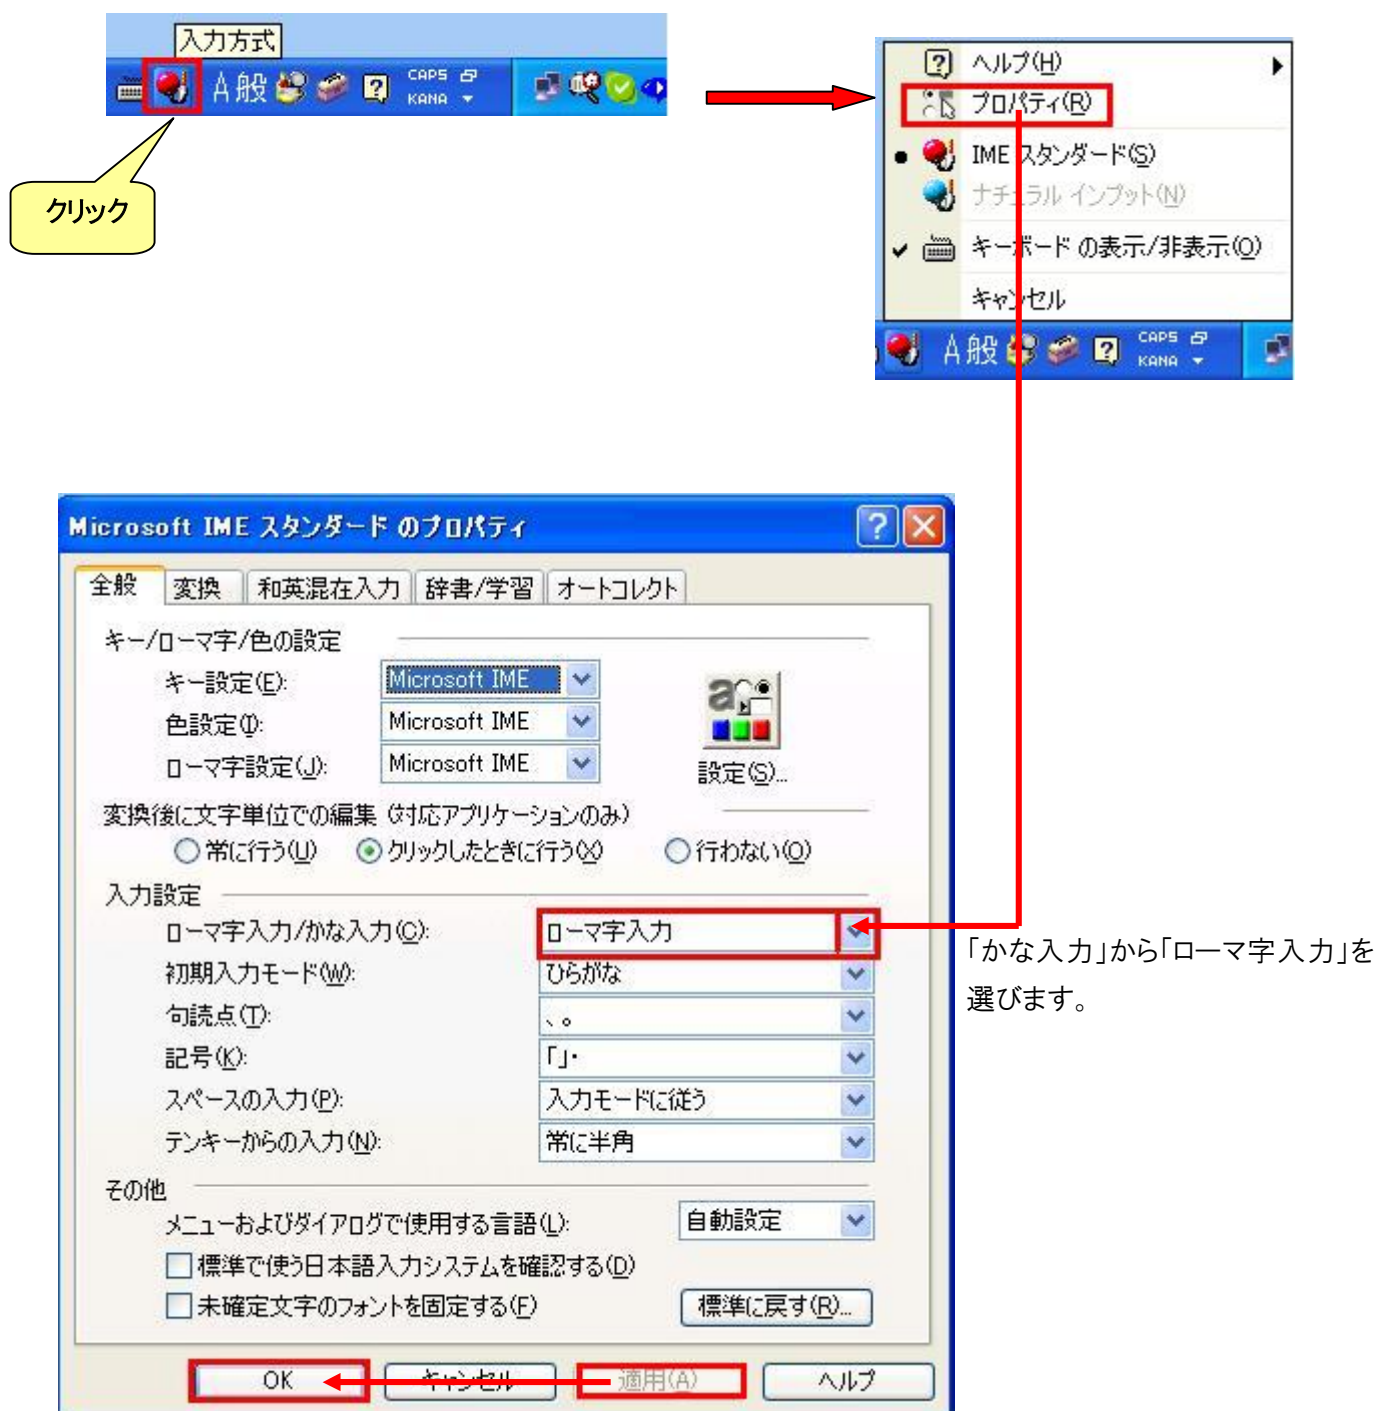 入力方式
A 般 CAPS
KANA
クリック
ヘルプ(H)
プロパティ(R)
IME スタンダード(S)
ナチュラル インプット(N)
キーボード の表示/非表示(O)
キャンセル
A 般 CAPS
KANA
Microsoft IME スタンダード のプロパティ
全般 変換 和英混在入力 辞書/学習 オートコレクト
キー/ローマ字/色の設定
キー設定(E): Microsoft IME
色設定(I): Microsoft IME
ローマ字設定(J): Microsoft IME
設定(S)...
変換後に文字単位での編集 (対応アプリケーションのみ)
常に行う(U) クリックしたときに行う(X) 行わない(O)
入力設定
ローマ字入力/かな入力(C): ローマ字入力
「かな入力」から「ローマ字入力」を
選びます。
初期入力モード(W): ひらがな
句読点(T): 、。
記号(K): 「」・
スペースの入力(P): 入力モードに従う
テンキーからの入力(N): 常に半角
その他
メニューおよびダイアログで使用する言語(L): 自動設定
標準で使う日本語入力システムを確認する(D)
未確定文字のフォントを固定する(F) 標準に戻す(R)...
OK キャンセル 適用(A) ヘルプ